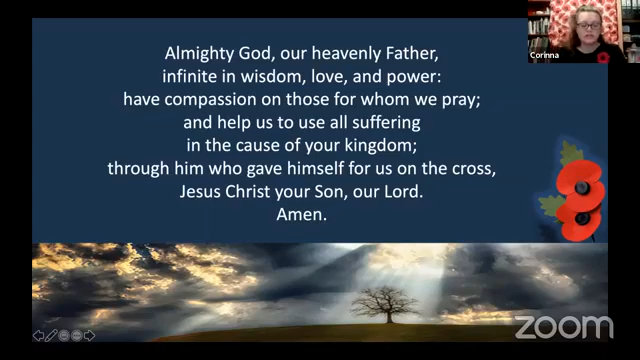 Almighty God, our heavenly Father,
infinite in wisdom, love, and power:
have compassion on those for whom we pray;
and help us to use all suffering
in the cause of your kingdom;
through him who gave himself for us on the cross,
Jesus Christ your Son, our Lord.
Amen.
Corinna
zoom